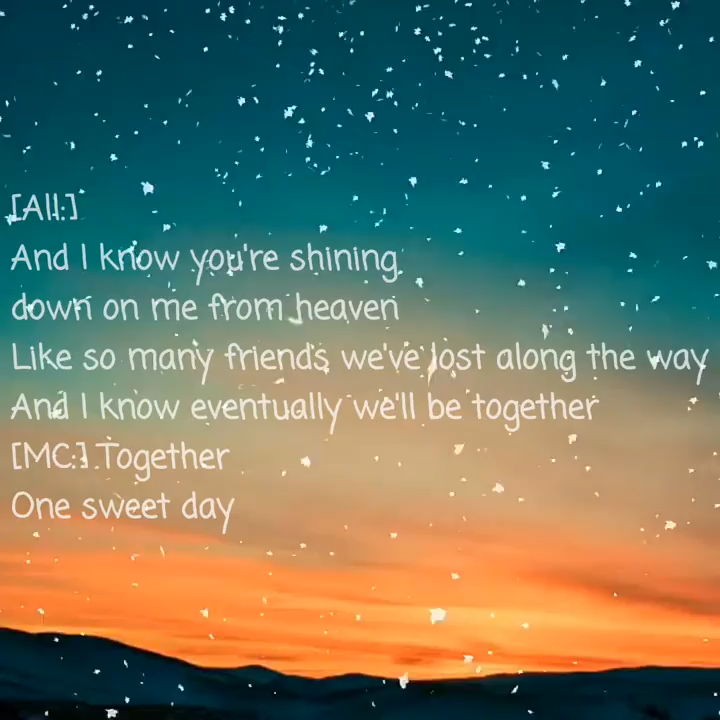 [All:]
And I know you're shining
down on me from heaven
Like so many friends we've lost along the way
And I know eventually we'll be together
[MC:] Together
One sweet day